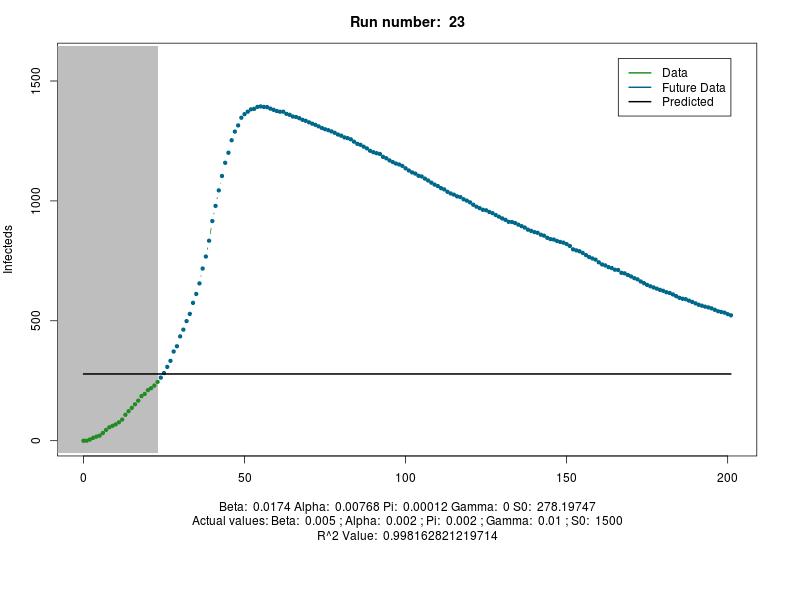 Run number: 23
Data
Future Data
Predicted
Infecteds
1500
1000
500
0
0 50 100 150 200
Beta: 0.0174 Alpha: 0.00768 Pi: 0.00012 Gamma: 0 S0: 278.19747
Actual values: Beta: 0.005 ; Alpha: 0.002 ; Pi: 0.002 ; Gamma: 0.01 ; S0: 1500
R^2 Value: 0.998162821219714